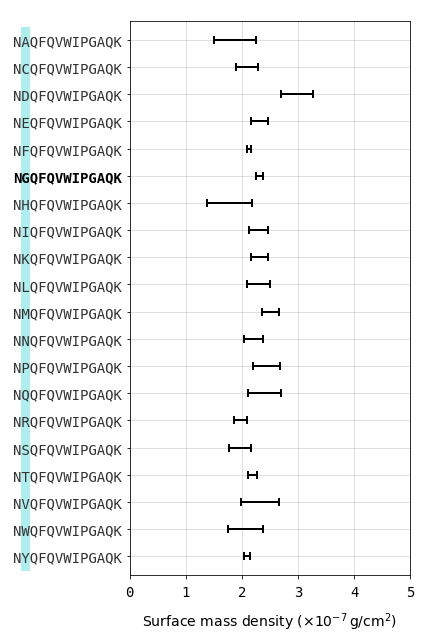 NAQFQVWIPGAQK
NCQFQVWIPGAQK
NDQFQVWIPGAQK
NEQFQVWIPGAQK
NFQFQVWIPGAQK
NGQFQVWIPGAQK
NHQFQVWIPGAQK
NIQFQVWIPGAQK
NKQFQVWIPGAQK
NLQFQVWIPGAQK
NMQFQVWIPGAQK
NNQFQVWIPGAQK
NPQFQVWIPGAQK
NQQFQVWIPGAQK
NRQFQVWIPGAQK
NSQFQVWIPGAQK
NTQFQVWIPGAQK
NVQFQVWIPGAQK
NWQFQVWIPGAQK
NYQFQVWIPGAQK
0 1 2 3 4 5
Surface mass density (×10⁻⁷ g/cm²)